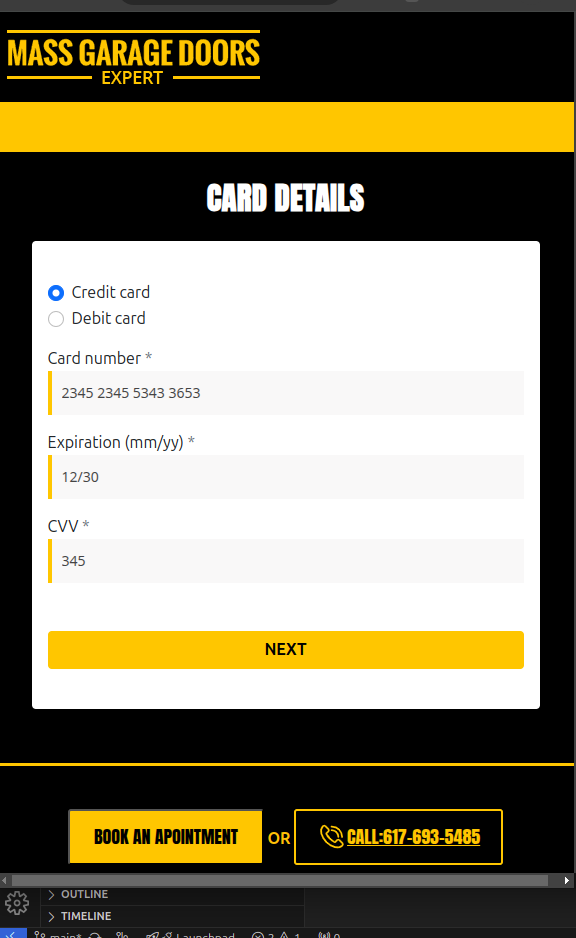 MASS GARAGE DOORS
EXPERT
CARD DETAILS
Credit card
Debit card
Card number *
2345 2345 5343 3653
Expiration (mm/yy) *
12/30
CVV *
345
NEXT
BOOK AN APOINTMENT OR CALL:617-693-5485
OUTLINE
TIMELINE
main* Launchpad 2 1 0